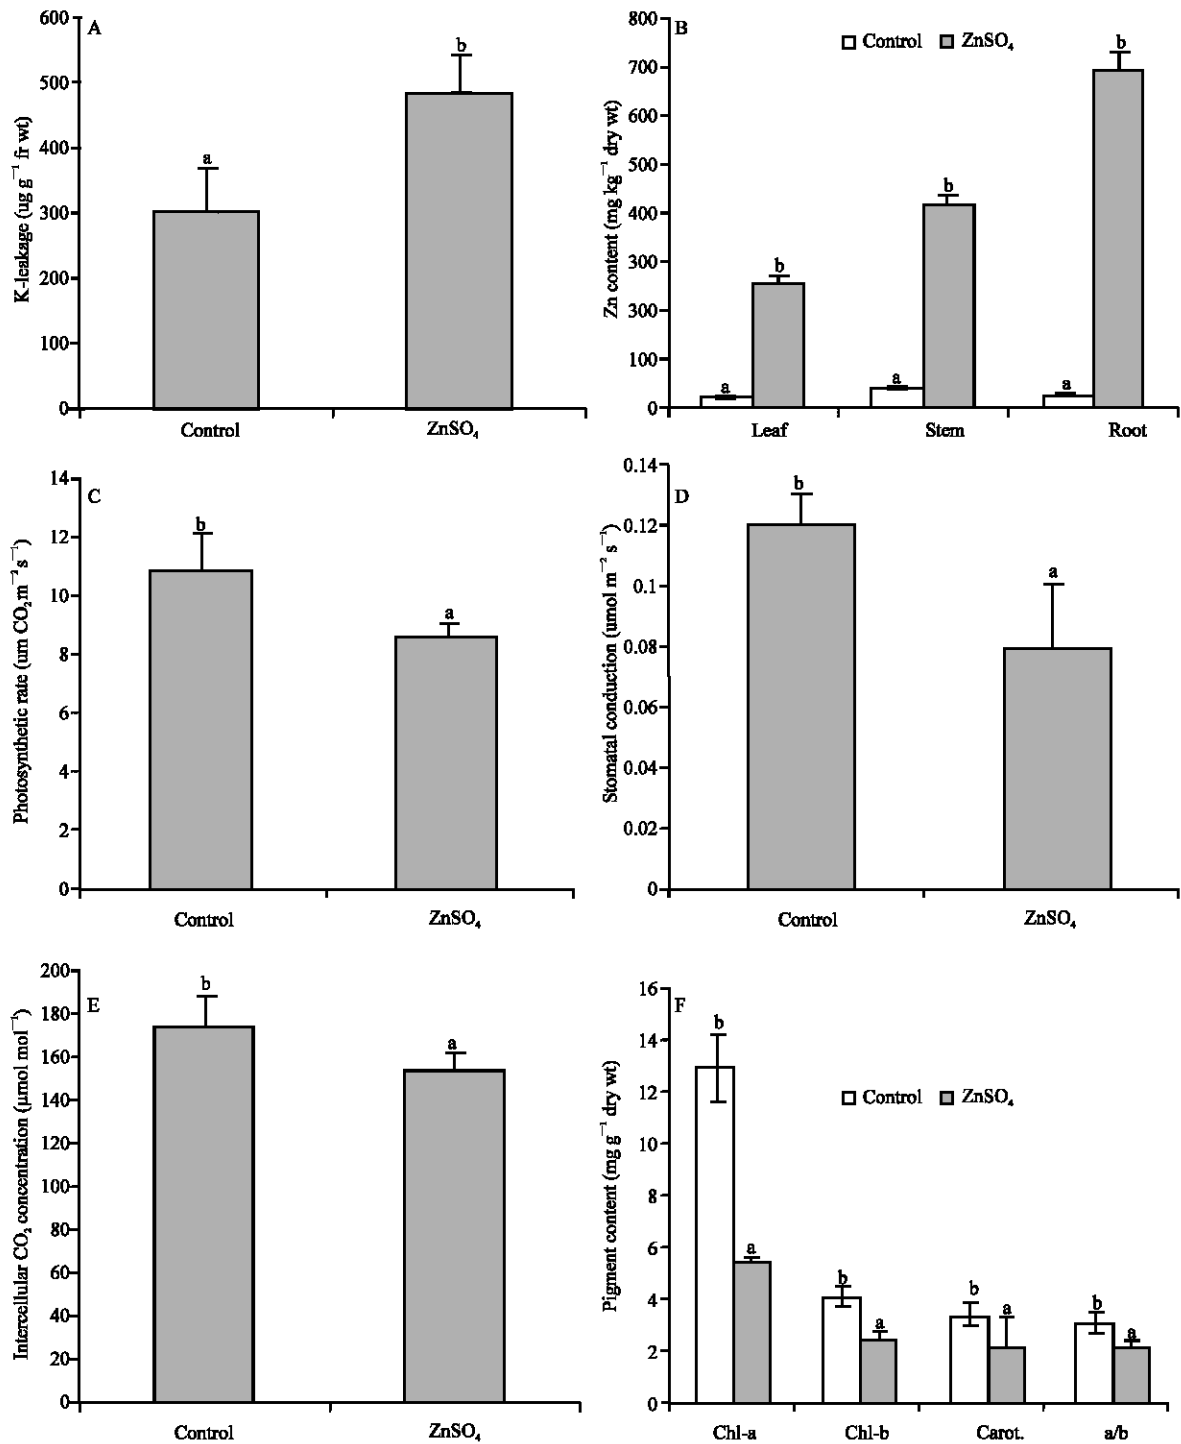 A
K-leakage (ug g⁻¹ fr wt)
600
500
400
300
200
100
0
a
b
Control
ZnSO₄
B
Zn content (mg kg⁻¹ dry wt)
800
700
600
500
400
300
300
100
0
Control
ZnSO₄
a
b
a
b
a
b
Leaf
Stem
Root
C
Photosynthetic rate (um CO₂ m⁻² s⁻¹)
14
12
10
8
6
4
2
0
b
a
Control
ZnSO₄
D
Stomatal conduction (umol m⁻² s⁻¹)
0.14
0.12
0.1
0.08
0.06
0.04
0.02
0
b
a
Control
ZnSO₄
E
Intercellular CO₂ concentration (µmol mol⁻¹)
200
180
160
140
120
100
80
60
40
20
0
b
a
Control
ZnSO₄
F
Pigment content (mg g⁻¹ dry wt)
16
14
12
10
8
6
4
2
0
Control
ZnSO₄
b
a
b
a
b
a
b
a
Chl-a
Chl-b
Carot.
a/b